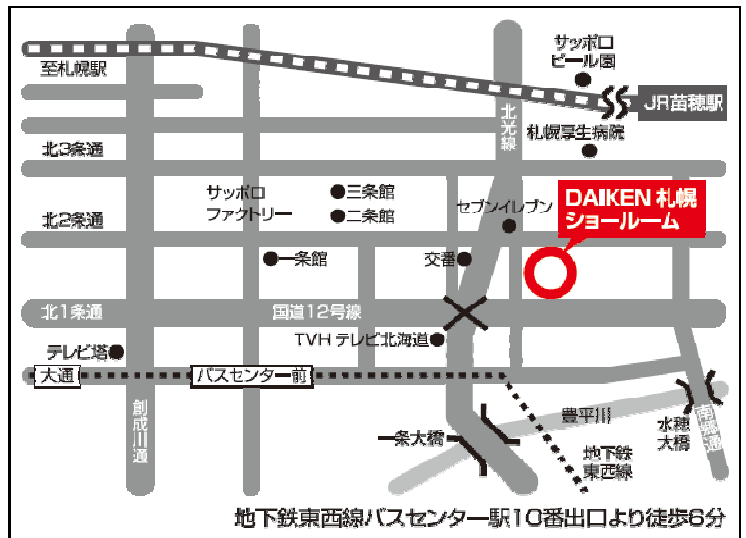 サッポロ
ビール園
至札幌駅
JR苗穂駅
北光線
札幌厚生病院
北3条通
サッポロ
ファクトリー
三条館
二条館
セブンイレブン
DAIKEN 札幌
ショールーム
北2条通
一条館
交番
北1条通
国道12号線
TVH テレビ北海道
テレビ塔
大通
バスセンター前
創成川通
一条大橋
豊平川
水穂
大橋
南郷通
地下鉄
東西線
地下鉄東西線バスセンター駅10番出口より徒歩6分